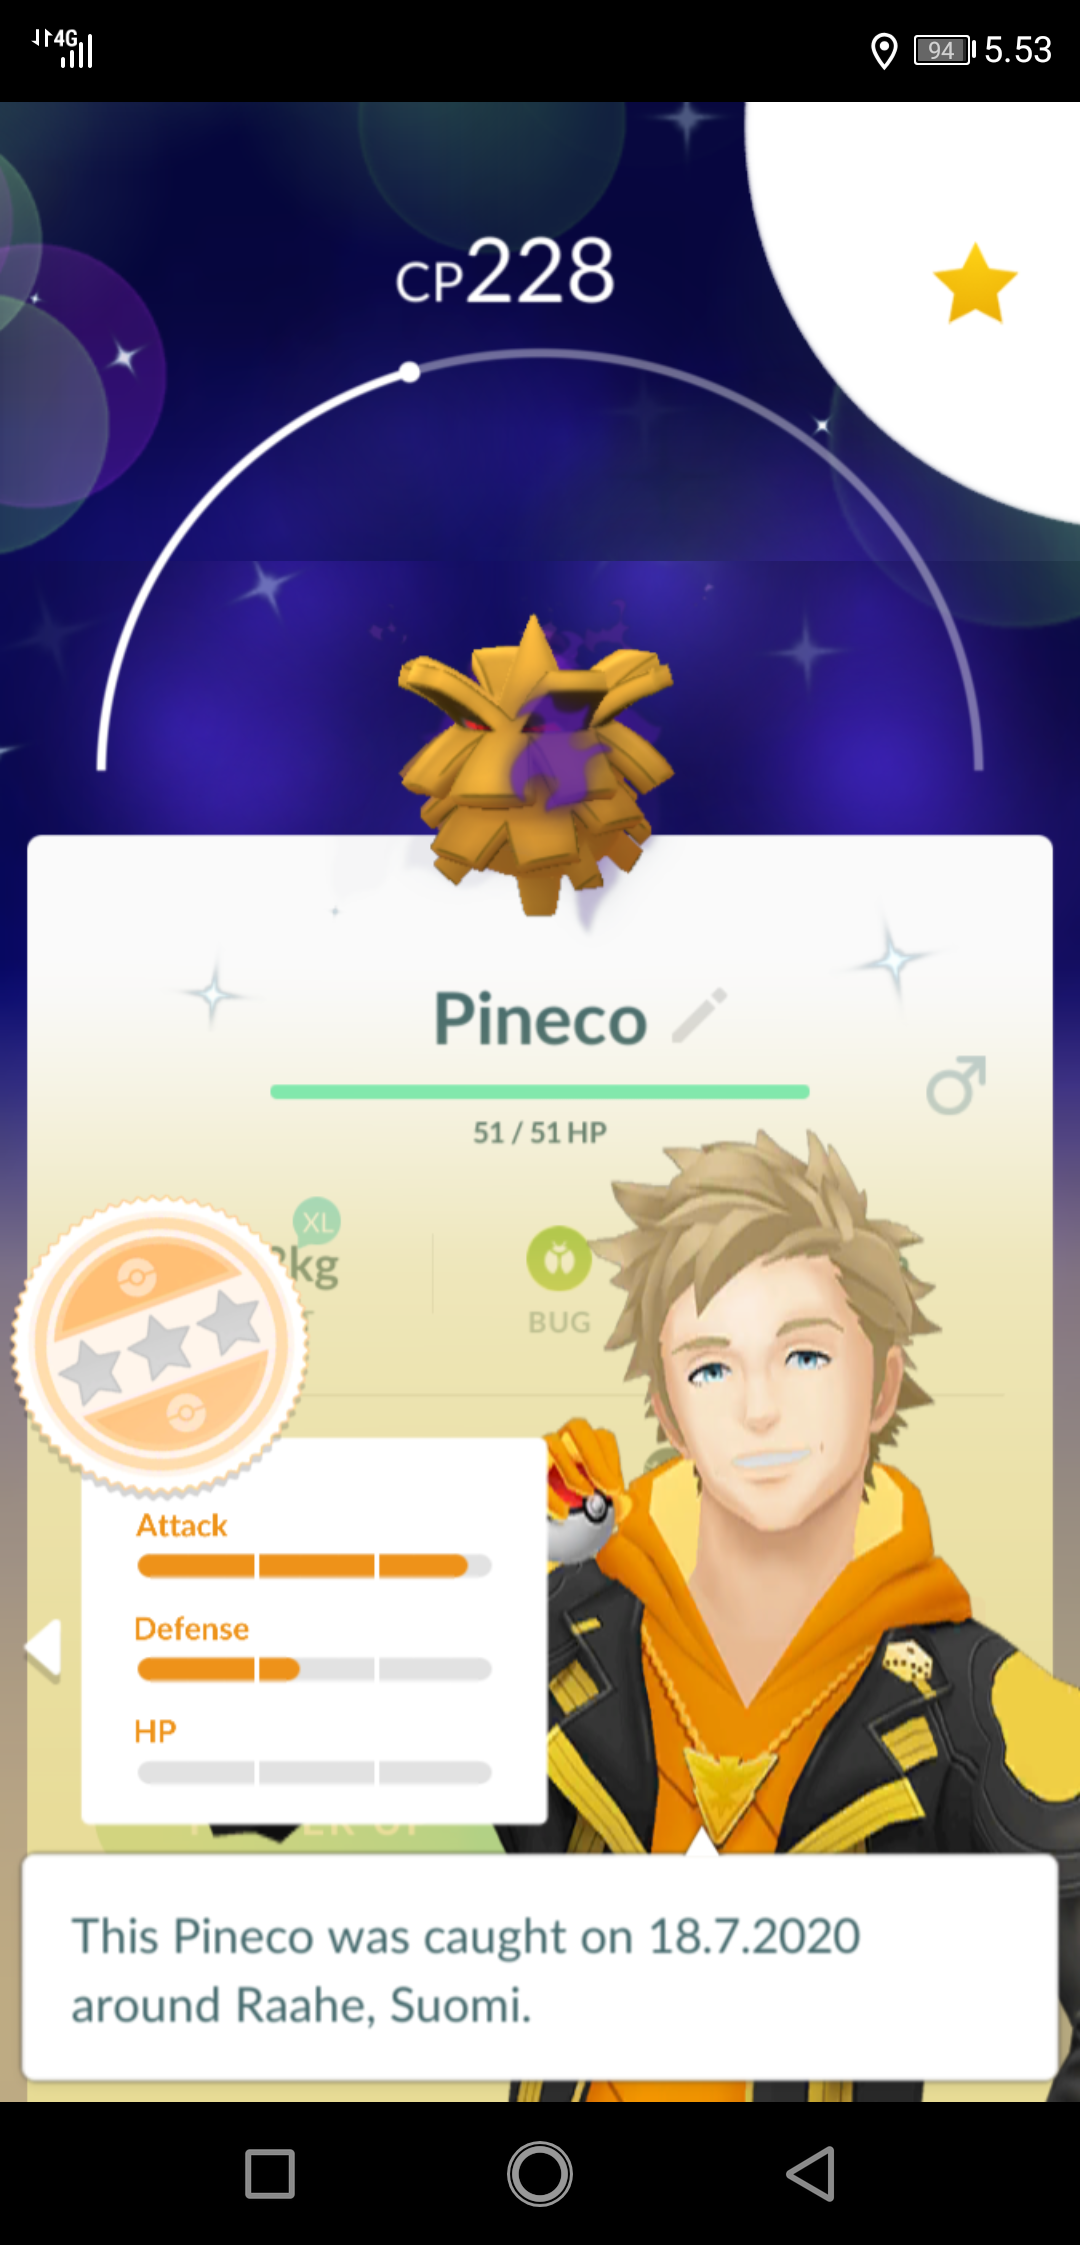 4G 94 5.53
CP228
Pineco
51 / 51 HP
XL
kg
BUG
Attack
Defense
HP
This Pineco was caught on 18.7.2020
around Raahe, Suomi.